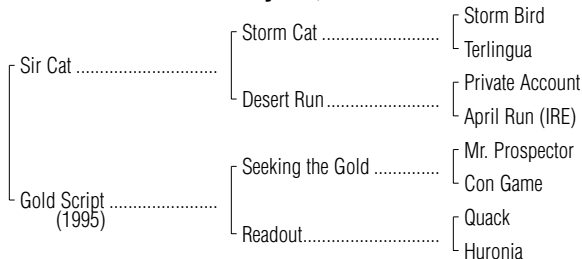 Storm Bird
Storm Cat ........................
Terlingua
Sir Cat .............................
Private Account
Desert Run .......................
April Run (IRE)
Mr. Prospector
Seeking the Gold .............
Con Game
Gold Script ......................
(1995)
Quack
Readout............................
Huronia